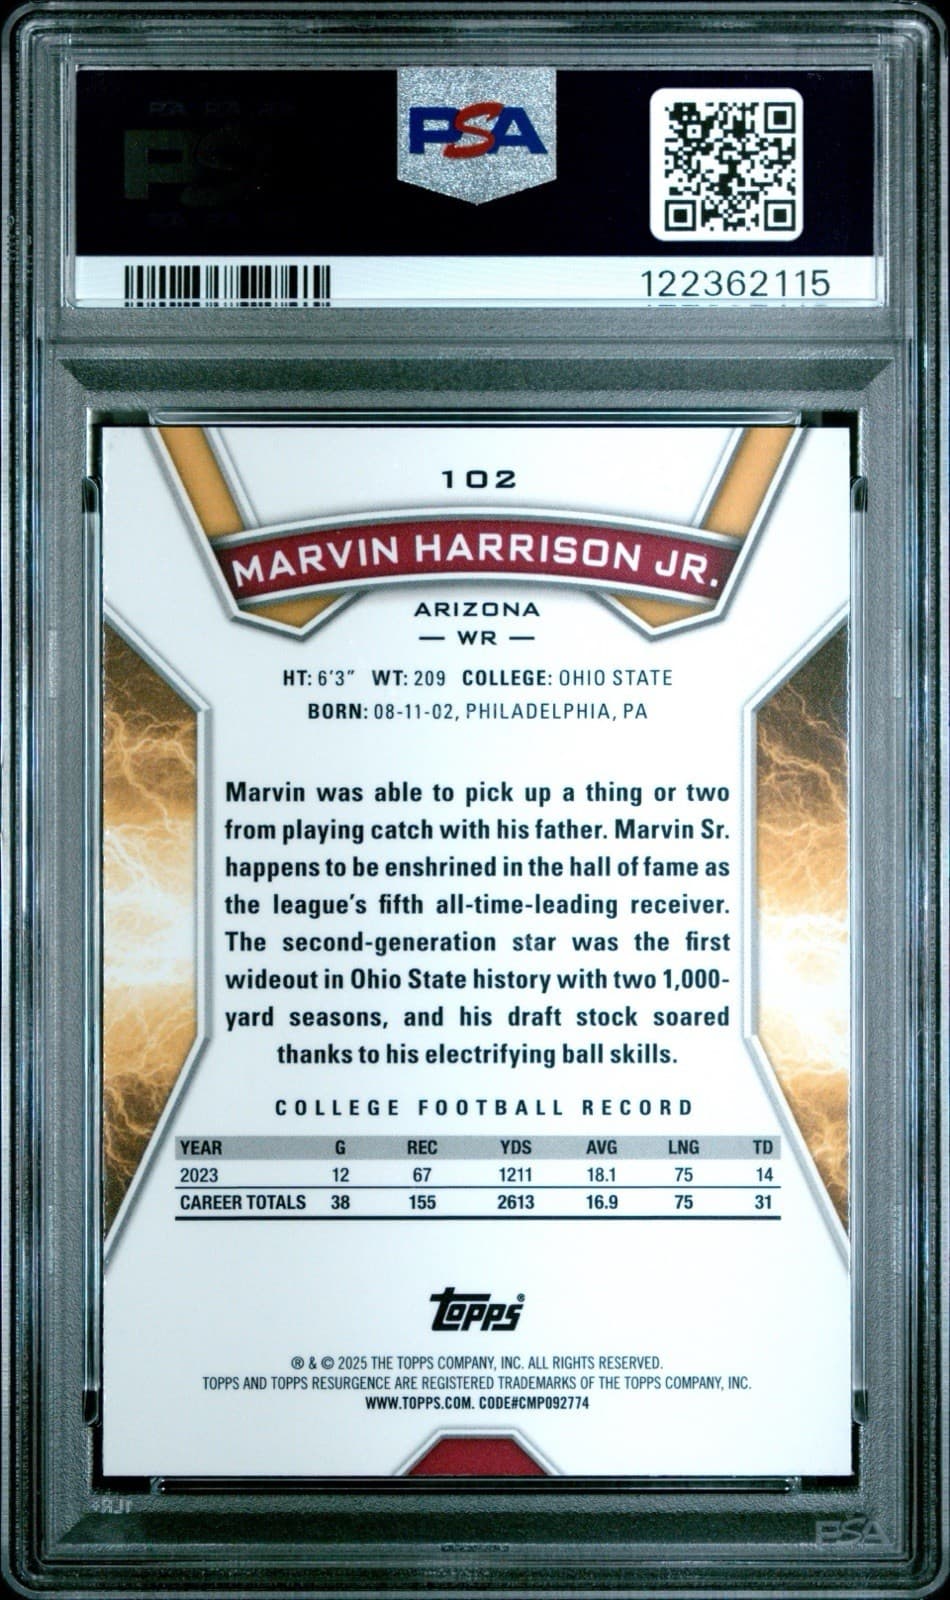 PSA
122362115
102
MARVIN HARRISON JR.
ARIZONA
— WR —
HT: 6'3" WT: 209 COLLEGE: OHIO STATE
BORN: 08-11-02, PHILADELPHIA, PA
Marvin was able to pick up a thing or two
from playing catch with his father. Marvin Sr.
happens to be enshrined in the hall of fame as
the league's fifth all-time-leading receiver.
The second-generation star was the first
wideout in Ohio State history with two 1,000-
yard seasons, and his draft stock soared
thanks to his electrifying ball skills.
COLLEGE FOOTBALL RECORD
YEAR G REC YDS AVG LNG TD
2023 12 67 1211 18.1 75 14
CAREER TOTALS 38 155 2613 16.9 75 31
Topps®
® & © 2025 THE TOPPS COMPANY, INC. ALL RIGHTS RESERVED.
TOPPS AND TOPPS RESURGENCE ARE REGISTERED TRADEMARKS OF THE TOPPS COMPANY, INC.
WWW.TOPPS.COM. CODE#CMP092774
PSA